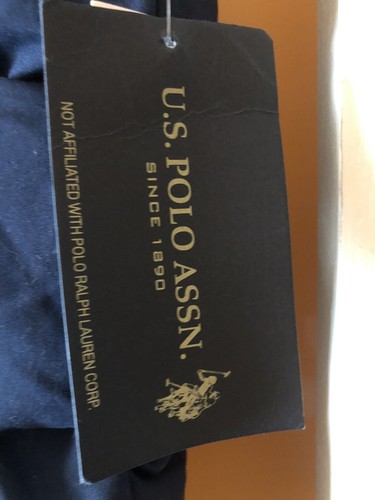 U.S. POLO ASSN.
SINCE 1890
NOT AFFILIATED WITH POLO RALPH LAUREN CORP.